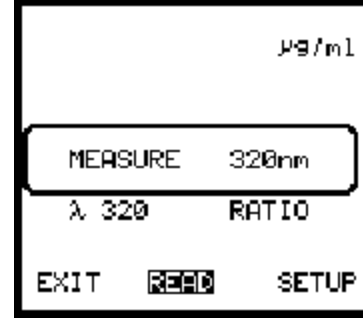 µg/ml
MEASURE 320nm
λ 320 RATIO
EXIT READ SETUP